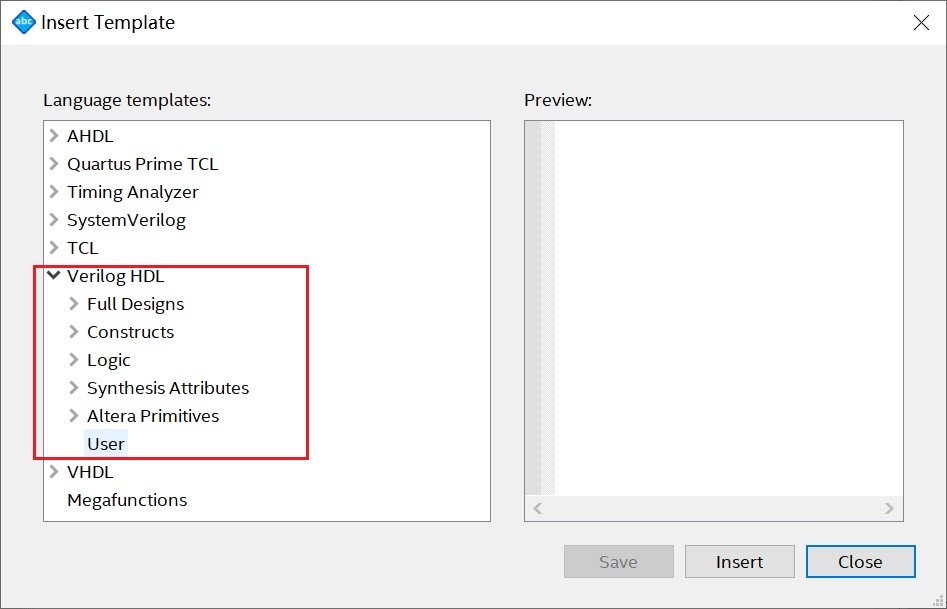 abc Insert Template
Language templates:
AHDL
Quartus Prime TCL
Timing Analyzer
SystemVerilog
TCL
Verilog HDL
Full Designs
Constructs
Logic
Synthesis Attributes
Altera Primitives
User
VHDL
Megafunctions
Preview:
Save Insert Close